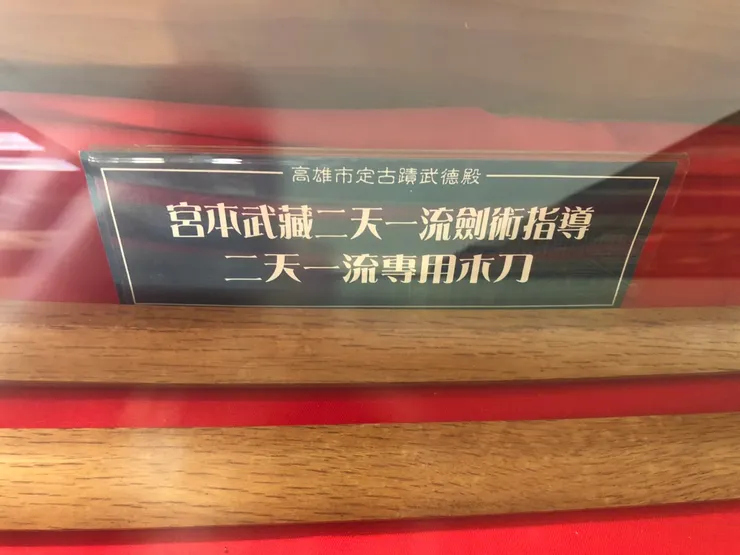 高雄市定古蹟武德殿
宮本武藏二天一流劍術指導
二天一流專用木刀